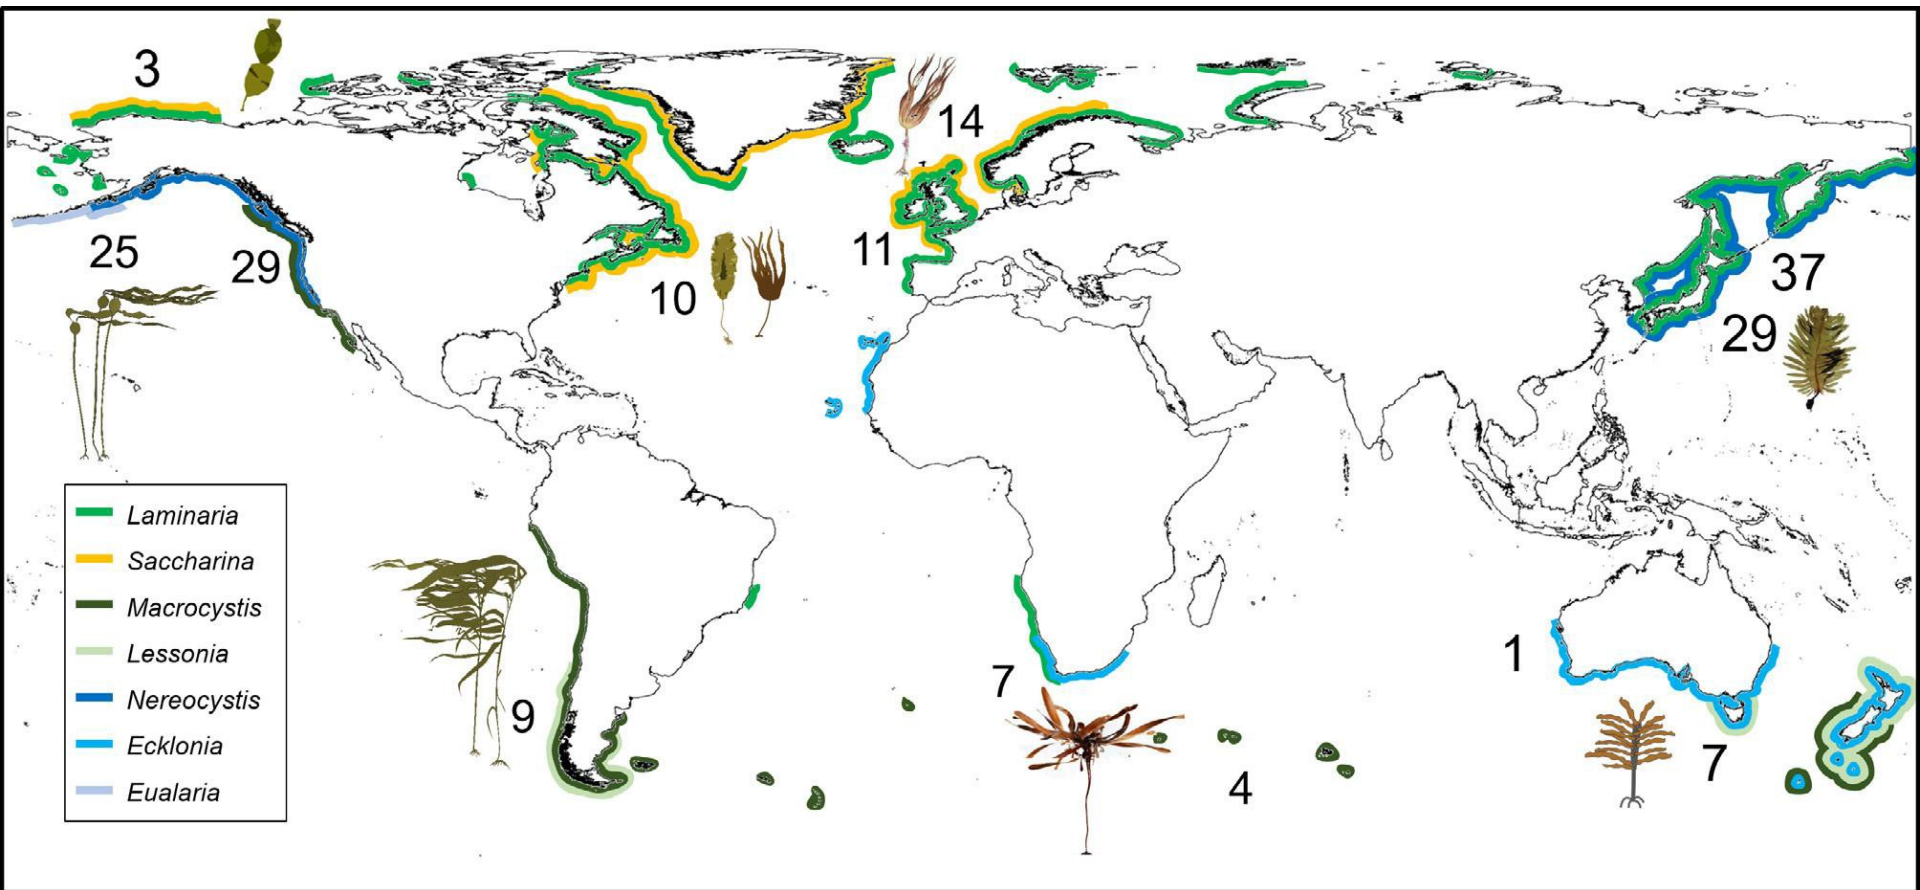 3
14
25
29
11
10
37
29
Laminaria
Saccharina
Macrocystis
Lessonia
Nereocystis
Ecklonia
Eualaria
9
7
4
1
7